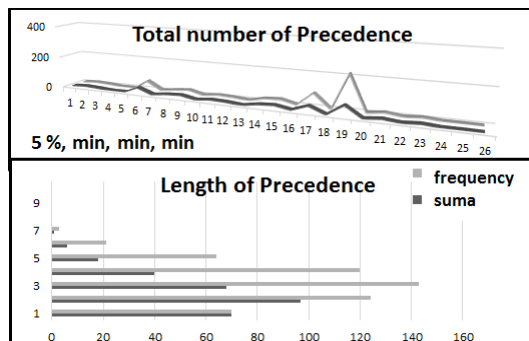 Total number of Precedence
400
200
0
1 2 3 4 5 6 7 8 9 10 11 12 13 14 15 16 17 18 19 20 21 22 23 24 25 26
5 %, min, min, min
Length of Precedence
frequency
suma
9
7
5
3
1
0 20 40 60 80 100 120 140 160